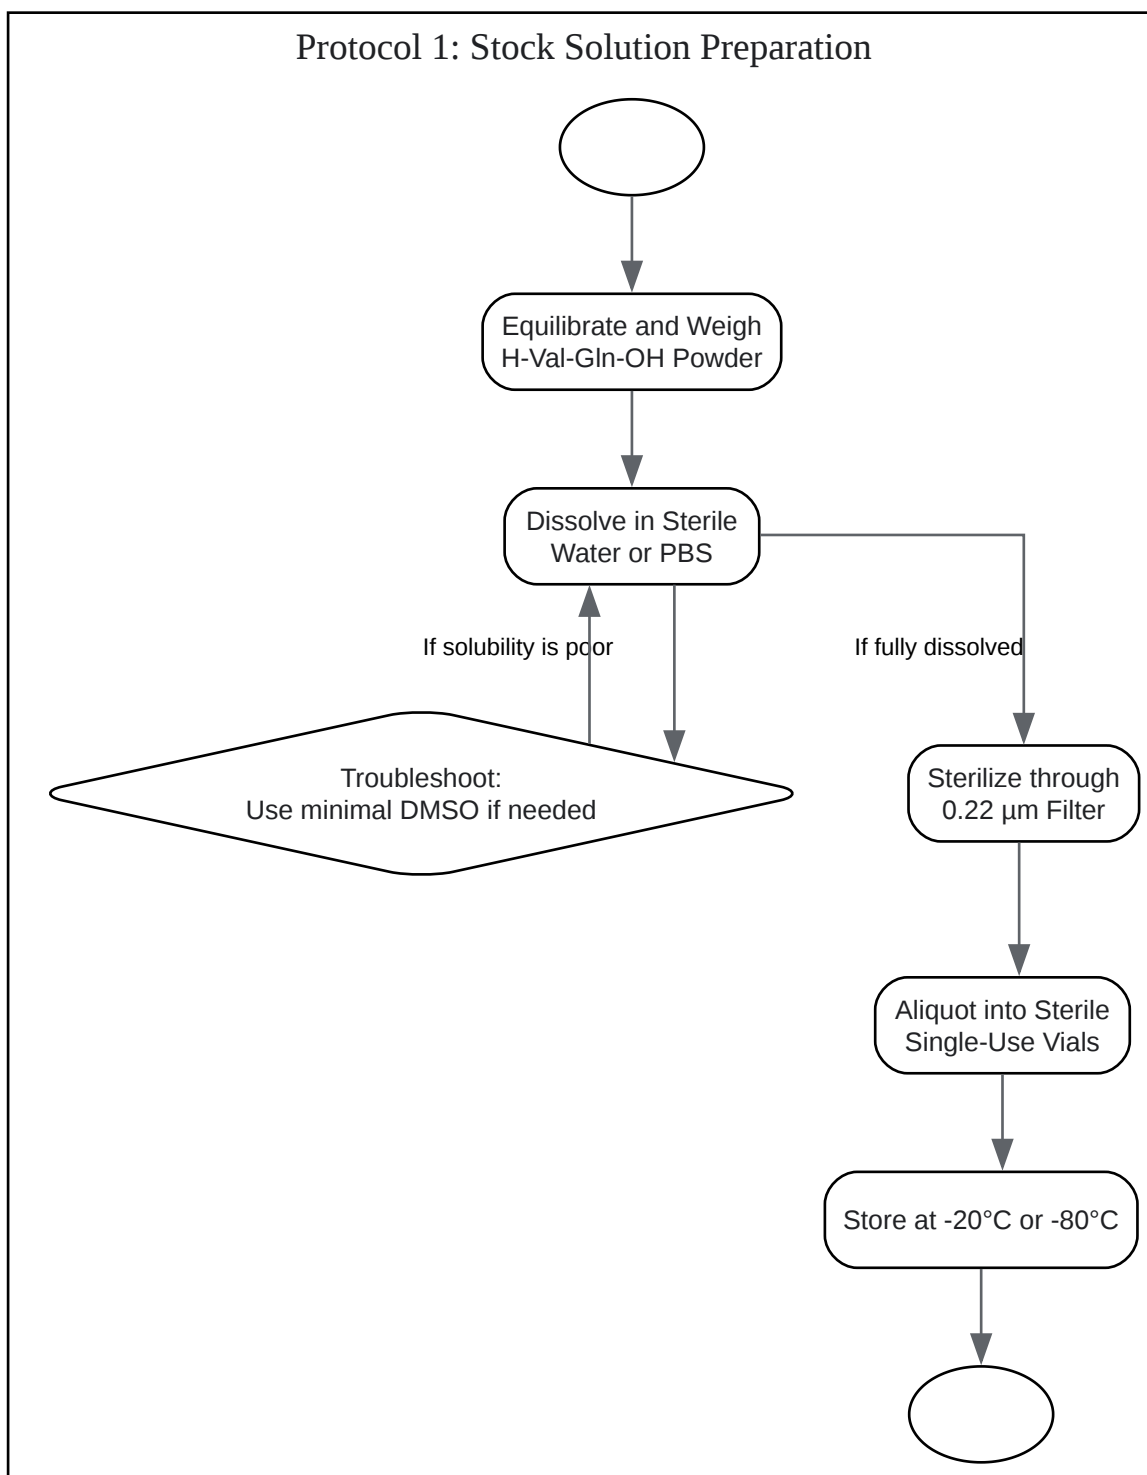 Protocol 1: Stock Solution Preparation
Equilibrate and Weigh
H-Val-Gln-OH Powder
Dissolve in Sterile
Water or PBS
If solubility is poor
If fully dissolved
Troubleshoot:
Use minimal DMSO if needed
Sterilize through
0.22 µm Filter
Aliquot into Sterile
Single-Use Vials
Store at -20°C or -80°C